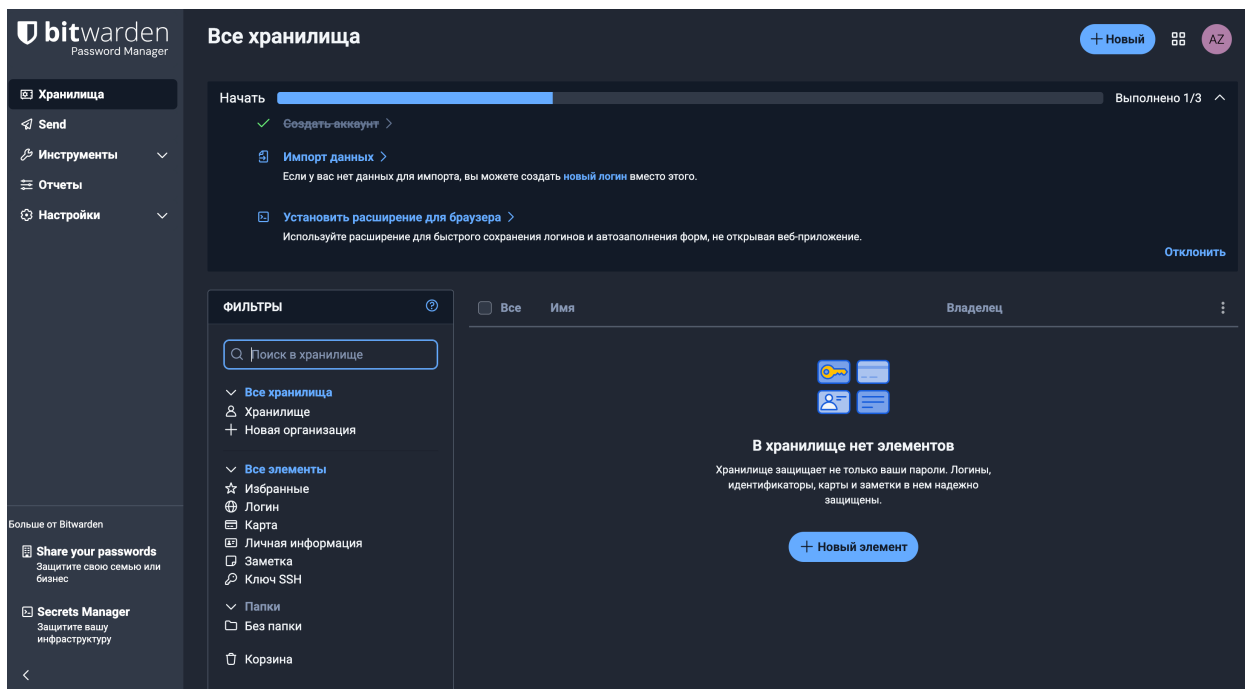 bitwarden
Password Manager
Все хранилища
Новый
AZ
Хранилища
Send
Инструменты
Отчеты
Настройки
Начать
Выполнено 1/3
Создать аккаунт
Импорт данных
Если у вас нет данных для импорта, вы можете создать новый логин вместо этого.
Установить расширение для браузера
Используйте расширение для быстрого сохранения логинов и автозаполнения форм, не открывая веб-приложение.
Отклонить
ФИЛЬТРЫ
Поиск в хранилище
Все хранилища
Хранилище
Новая организация
Все элементы
Избранные
Логин
Карта
Личная информация
Заметка
Ключ SSH
Папки
Без папки
Корзина
Все Имя Владелец
В хранилище нет элементов
Хранилище защищает не только ваши пароли. Логины,
идентификаторы, карты и заметки в нем надежно
защищены.
Новый элемент
Больше от Bitwarden
Share your passwords
Защитите свою семью или
бизнес
Secrets Manager
Защитите вашу
инфраструктуру